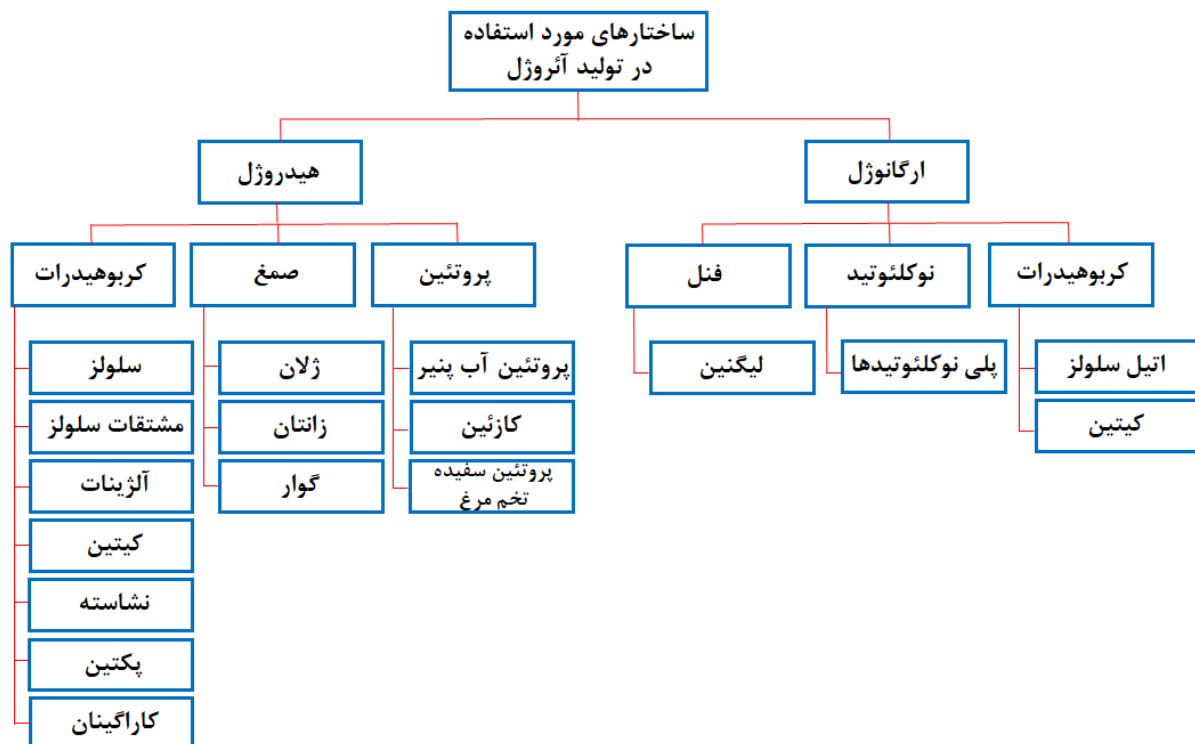 ساختارهای مورد استفاده
در تولید آئروژل
ارگانوژل
هیدروژل
کربوهیدرات
نوکلئوتید
فنل
پروتئین
صمغ
کربوهیدرات
اتیل سلولز
کیتین
پلی نوکلئوتیدها
لیگنین
پروتئین آب پنیر
کازئین
پروتئین سفیده
تخم مرغ
ژلان
زانتان
گوار
سلولز
مشتقات سلولز
آلژینات
کیتین
نشاسته
پکتین
کاراگینان